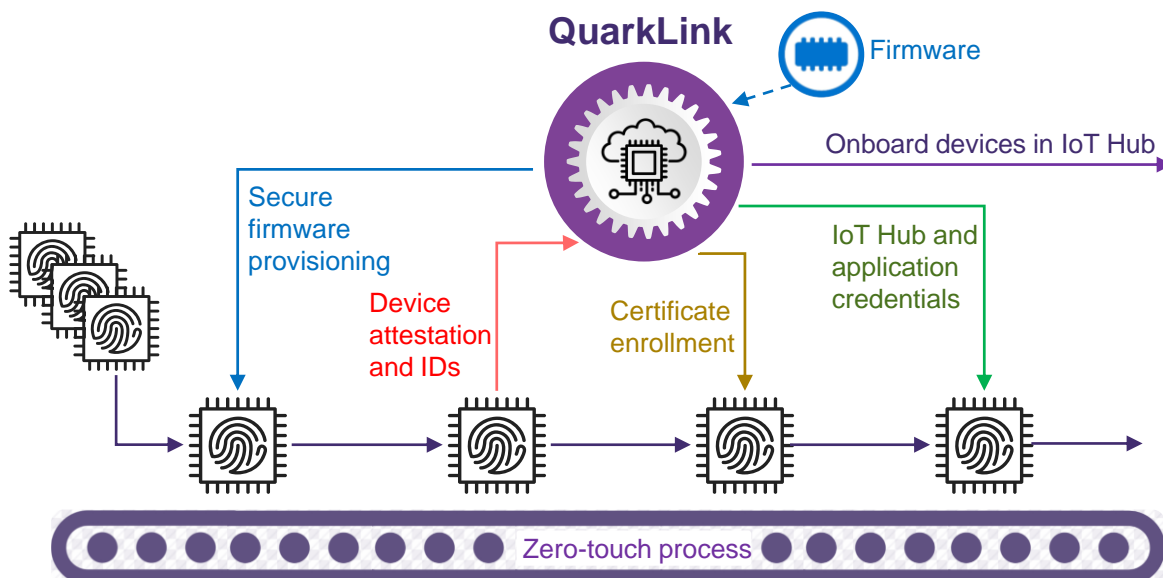 QuarkLink
Firmware
Onboard devices in IoT Hub
Secure
firmware
provisioning
IoT Hub and
application
credentials
Device
attestation
and IDs
Certificate
enrollment
Zero-touch process